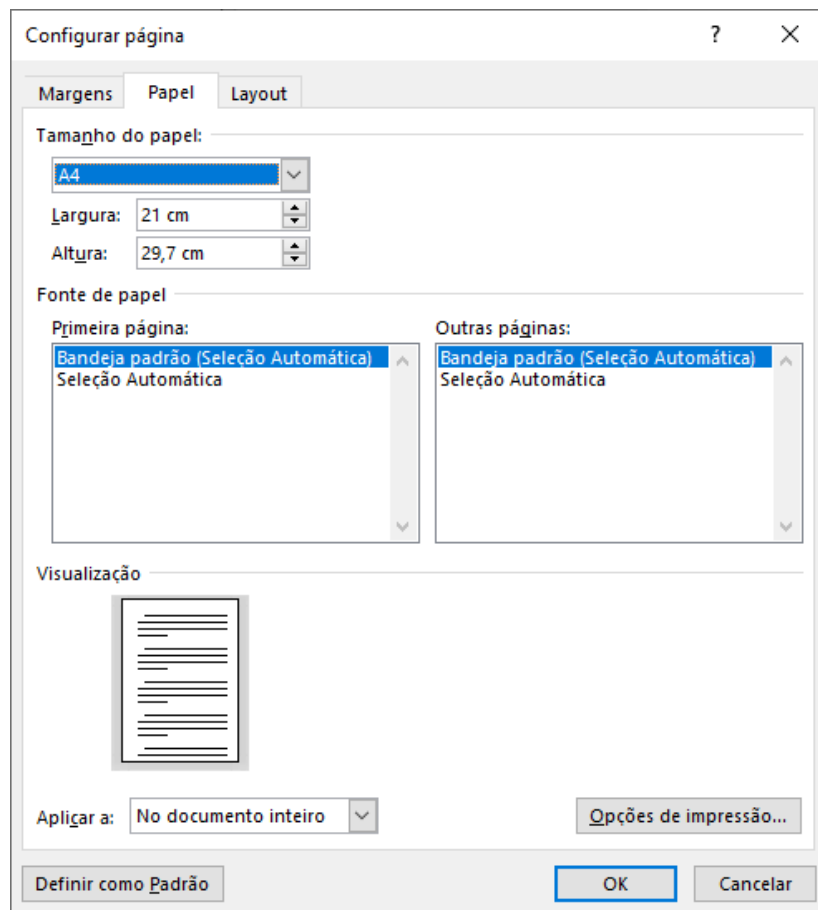 Configurar página ?
Margens Papel Layout
Tamanho do papel:
A4
Largura: 21 cm
Altura: 29,7 cm
Fonte de papel
Primeira página: Outras páginas:
Bandeja padrão (Seleção Automática) Bandeja padrão (Seleção Automática)
Seleção Automática Seleção Automática
Visualização
Aplicar a: No documento inteiro Opções de impressão...
Definir como Padrão OK Cancelar